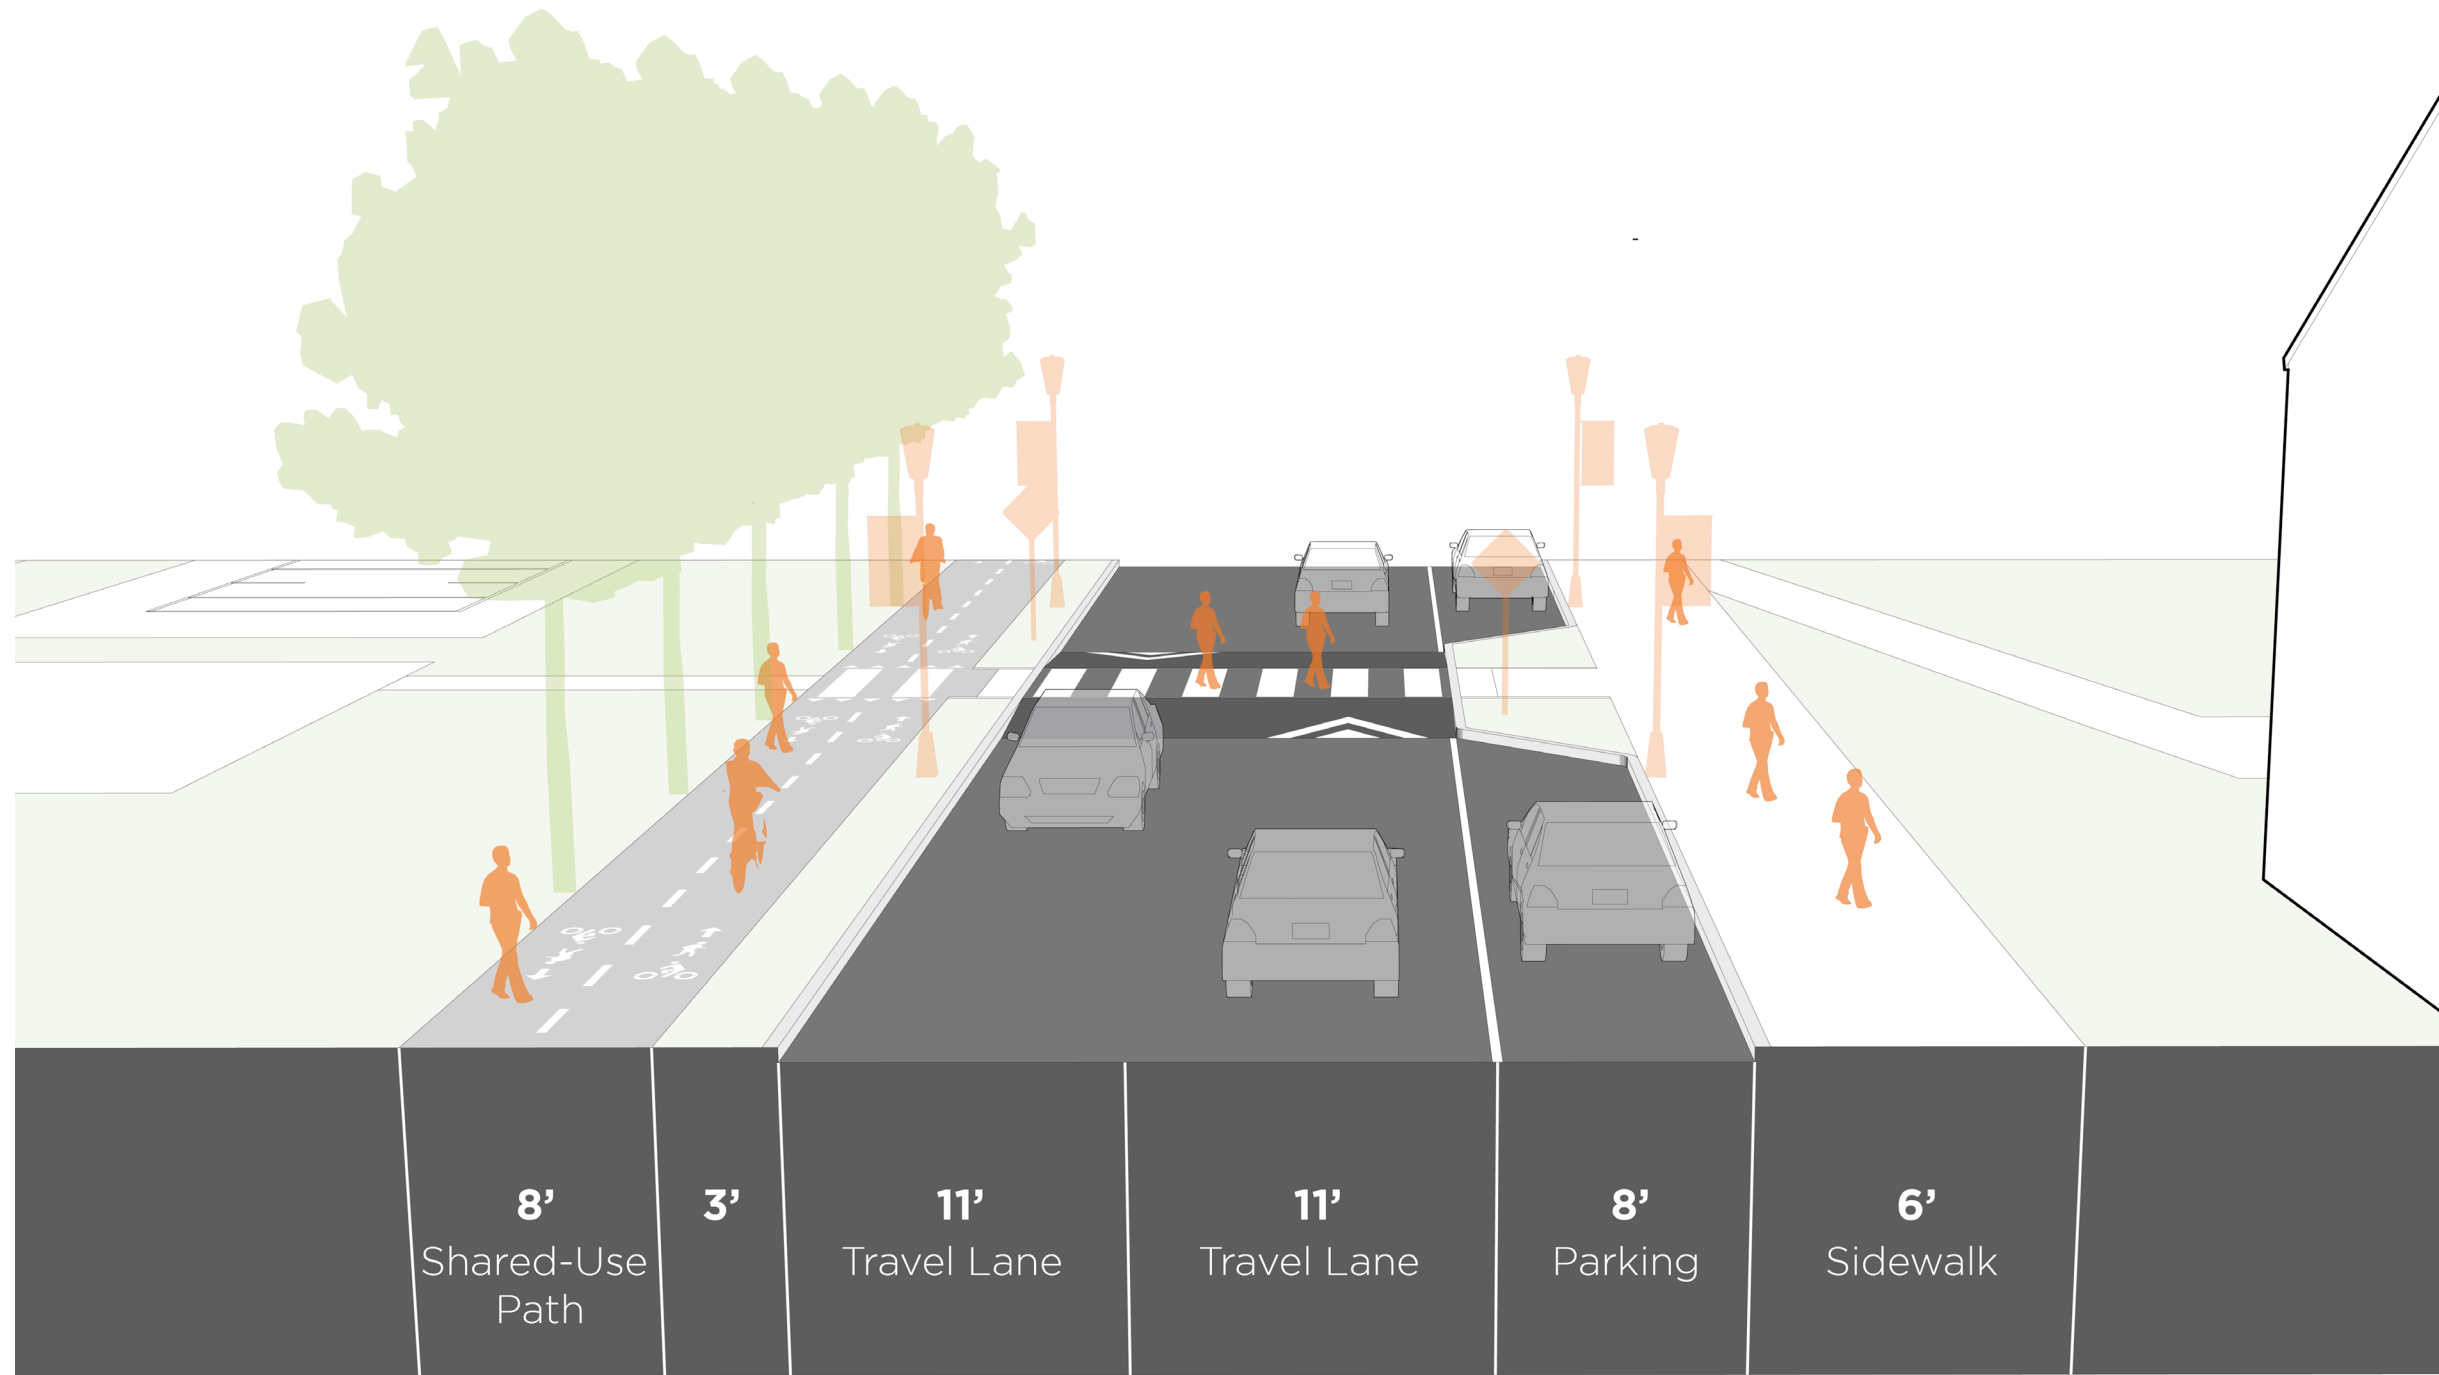 8’
Shared-Use
Path
3’
11’
Travel Lane
11’
Travel Lane
8’
Parking
6’
Sidewalk